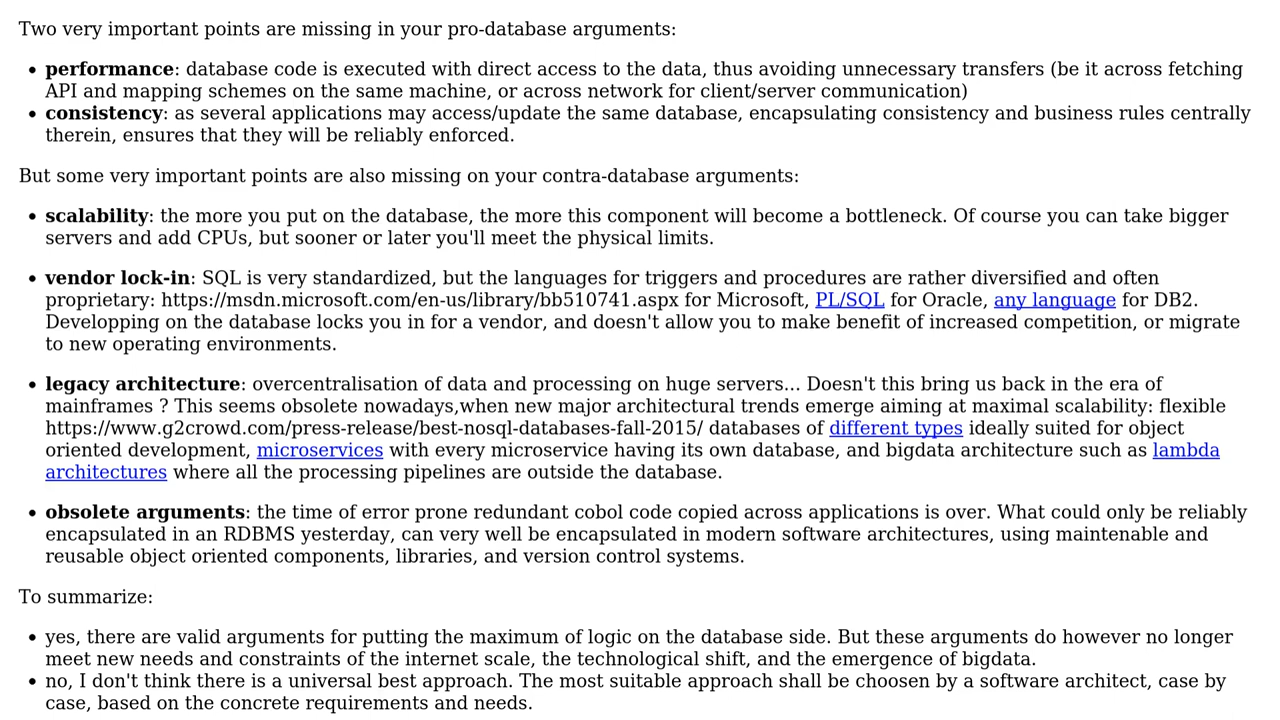 Two very important points are missing in your pro-database arguments:
• performance: database code is executed with direct access to the data, thus avoiding unnecessary transfers (be it across fetching
API and mapping schemes on the same machine, or across network for client/server communication)
• consistency: as several applications may access/update the same database, encapsulating consistency and business rules centrally
therein, ensures that they will be reliably enforced.
But some very important points are also missing on your contra-database arguments:
• scalability: the more you put on the database, the more this component will become a bottleneck. Of course you can take bigger
servers and add CPUs, but sooner or later you'll meet the physical limits.
• vendor lock-in: SQL is very standardized, but the languages for triggers and procedures are rather diversified and often
proprietary: https://msdn.microsoft.com/en-us/library/bb510741.aspx for Microsoft, PL/SQL for Oracle, any language for DB2.
Developping on the database locks you in for a vendor, and doesn't allow you to make benefit of increased competition, or migrate
to new operating environments.
• legacy architecture: overcentralisation of data and processing on huge servers... Doesn't this bring us back in the era of
mainframes ? This seems obsolete nowadays,when new major architectural trends emerge aiming at maximal scalability: flexible
https://www.g2crowd.com/press-release/best-nosql-databases-fall-2015/ databases of different types ideally suited for object
oriented development, microservices with every microservice having its own database, and bigdata architecture such as lambda
architectures where all the processing pipelines are outside the database.
• obsolete arguments: the time of error prone redundant cobol code copied across applications is over. What could only be reliably
encapsulated in an RDBMS yesterday, can very well be encapsulated in modern software architectures, using maintenable and
reusable object oriented components, libraries, and version control systems.
To summarize:
• yes, there are valid arguments for putting the maximum of logic on the database side. But these arguments do however no longer
meet new needs and constraints of the internet scale, the technological shift, and the emergence of bigdata.
• no, I don't think there is a universal best approach. The most suitable approach shall be choosen by a software architect, case by
case, based on the concrete requirements and needs.